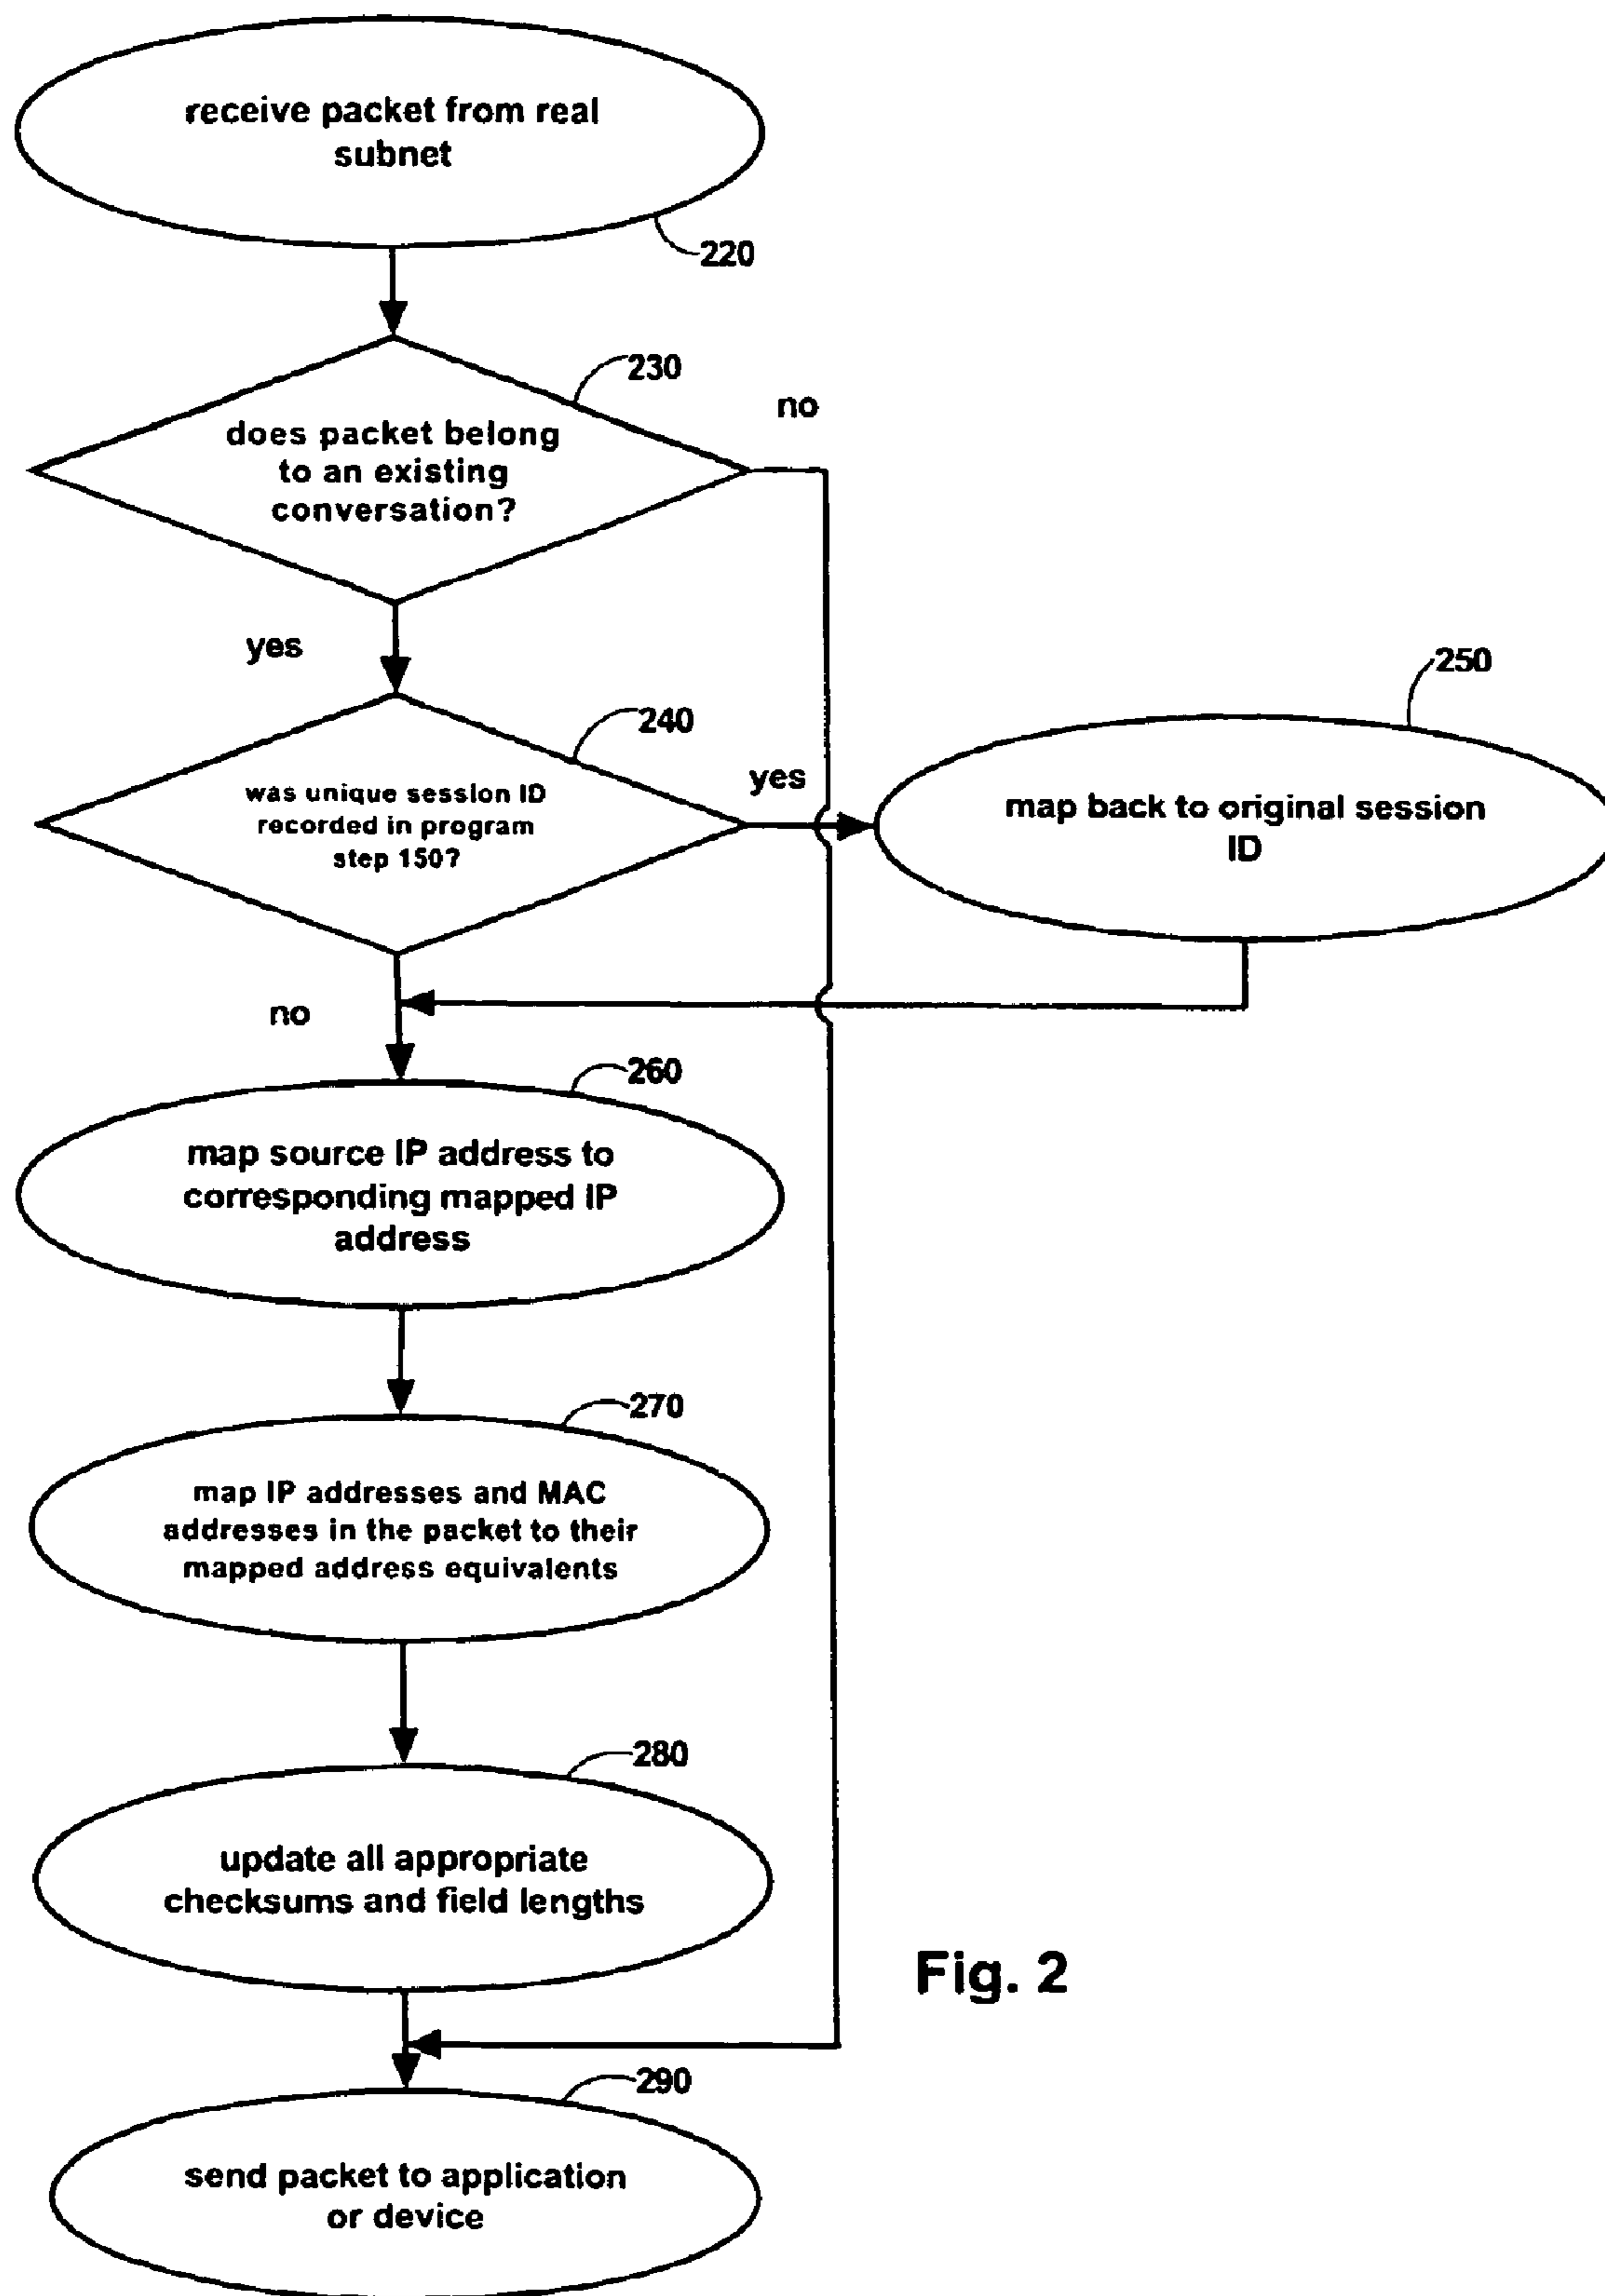 receive packet from real
subnet
220
230
no
does packet belong
to an existing
conversation?
yes
240
250
was unique session ID
recorded in program
step 150?
yes
map back to original session
ID
no
260
map source IP address to
corresponding mapped IP
address
270
map IP addresses and MAC
addresses in the packet to their
mapped address equivalents
280
update all appropriate
checksums and field lengths
Fig. 2
290
send packet to application
or device